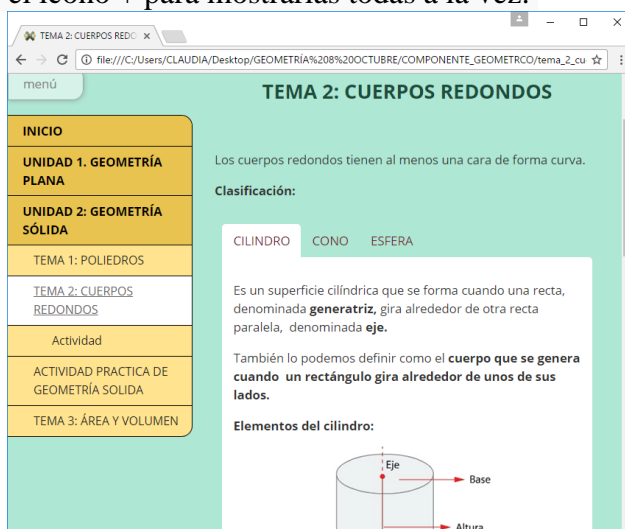 el icono + para mostrarlas todas a la vez.
TEMA 2: CUERPOS REDO
file:///C:/Users/CLAUDIA/Desktop/GEOMETRÍA%208%20OCTUBRE/COMPONENTE_GEOMETRCO/tema_2_cu
menú
TEMA 2: CUERPOS REDONDOS
INICIO
UNIDAD 1. GEOMETRÍA
PLANA
UNIDAD 2: GEOMETRÍA
SÓLIDA
TEMA 1: POLIEDROS
TEMA 2: CUERPOS
REDONDOS
Actividad
ACTIVIDAD PRACTICA DE
GEOMETRÍA SOLIDA
TEMA 3: ÁREA Y VOLUMEN
Los cuerpos redondos tienen al menos una cara de forma curva.
Clasificación:
CILINDRO CONO ESFERA
Es un superficie cilíndrica que se forma cuando una recta,
denominada generatriz, gira alrededor de otra recta
paralela, denominada eje.
También lo podemos definir como el cuerpo que se genera
cuando un rectángulo gira alrededor de unos de sus
lados.
Elementos del cilindro:
Eje
Base
Altura